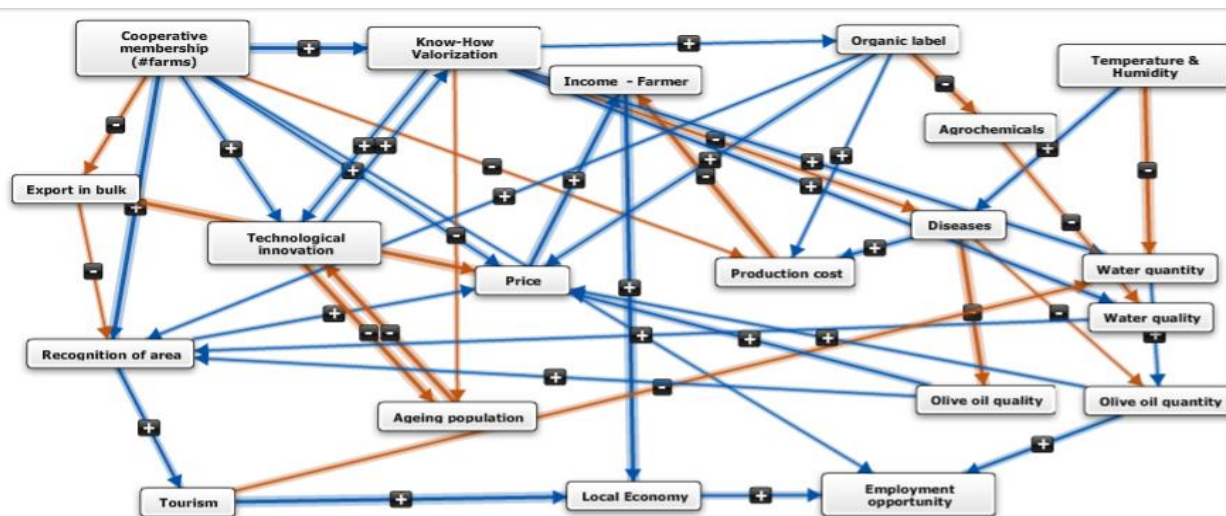 Cooperative
membership
(#farms)
Know-How
Valorization
Organic label
Temperature &
Humidity
Income - Farmer
Agrochemicals
Export in bulk
Technological
innovation
Diseases
Price
Production cost
Water quantity
Water quality
Recognition of area
Ageing population
Olive oil quality
Olive oil quantity
Tourism
Local Economy
Employment
opportunity